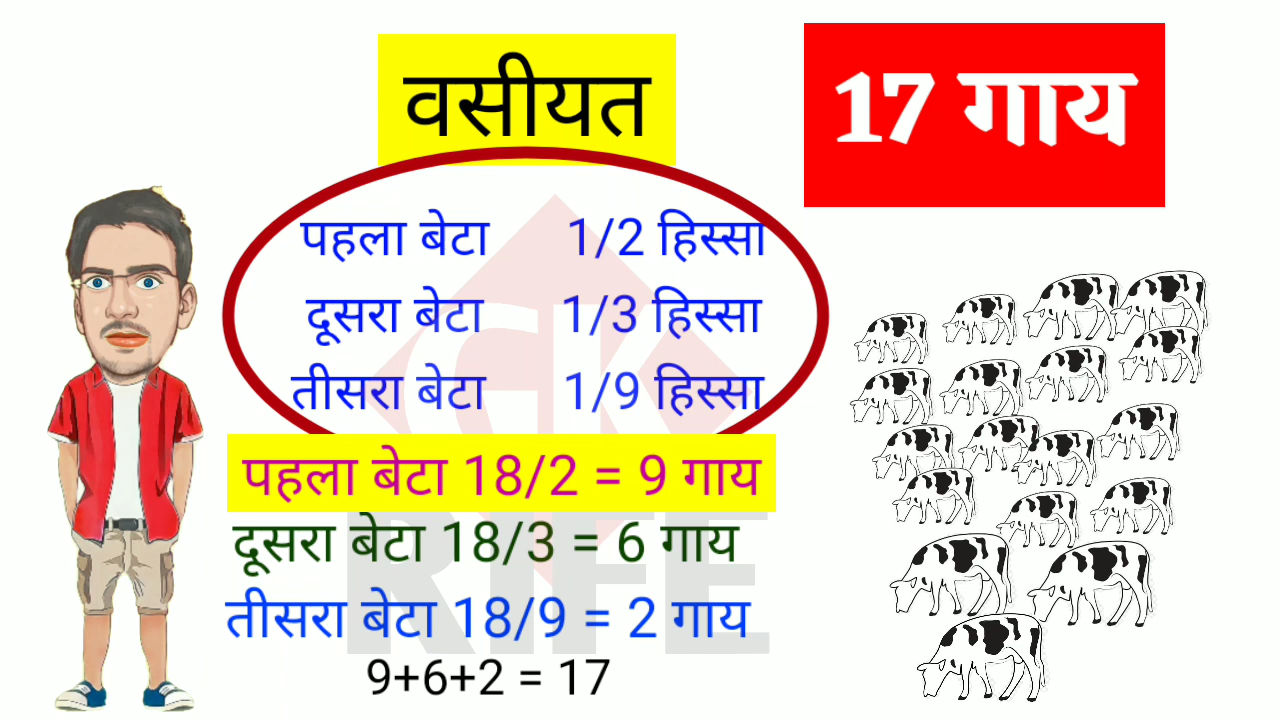 वसीयत
17 गाय
पहला बेटा 1/2 हिस्सा
दूसरा बेटा 1/3 हिस्सा
तीसरा बेटा 1/9 हिस्सा
पहला बेटा 18/2 = 9 गाय
दूसरा बेटा 18/3 = 6 गाय
तीसरा बेटा 18/9 = 2 गाय
9+6+2 = 17
RIFE